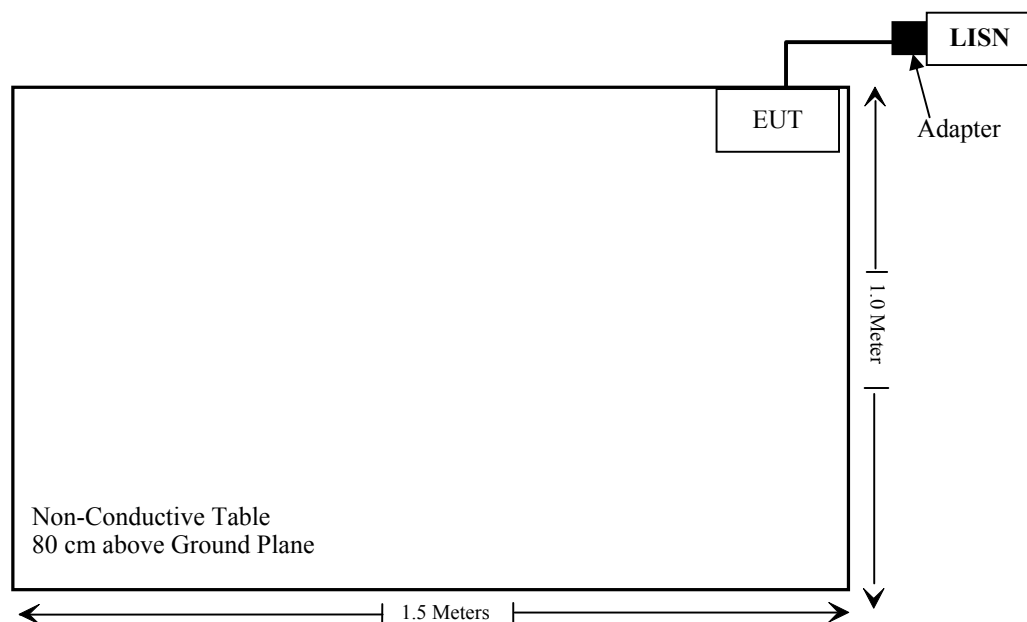 LISN
EUT
Adapter
1.0 Meter
Non-Conductive Table
80 cm above Ground Plane
1.5 Meters